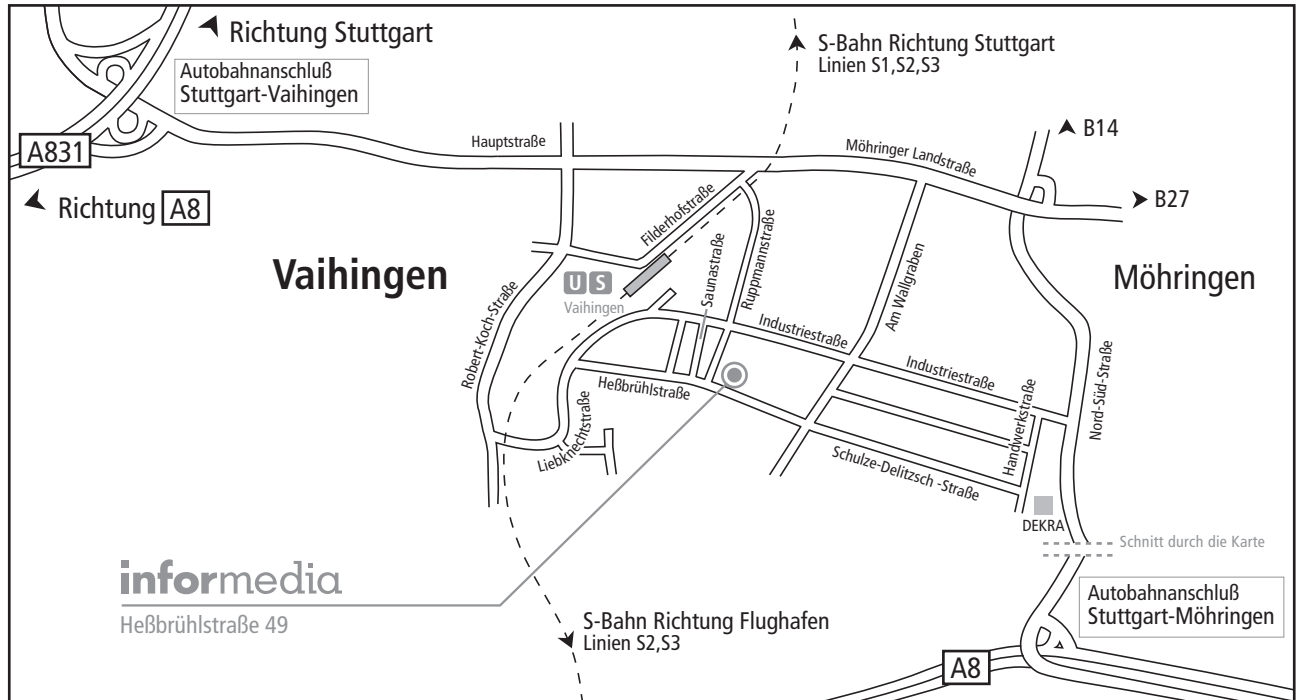 Richtung Stuttgart
Autobahnanschluß
Stuttgart-Vaihingen
S-Bahn Richtung Stuttgart
Linien S1,S2,S3
A831
Richtung A8
Hauptstraße
Möhringer Landstraße
B14
B27
Vaihingen
Möhringen
Filderhofstraße
U S
Vaihingen
Saunastraße
Ruppmannstraße
Am Wallgraben
Robert-Koch-Straße
Industriestraße
Industriestraße
Heßbrühlstraße
Handwerkstraße
Nord-Süd-Straße
Liebknechtstraße
Schulze-Delitzsch -Straße
DEKRA
Schnitt durch die Karte
informedia
Heßbrühlstraße 49
Autobahnanschluß
Stuttgart-Möhringen
S-Bahn Richtung Flughafen
Linien S2,S3
A8